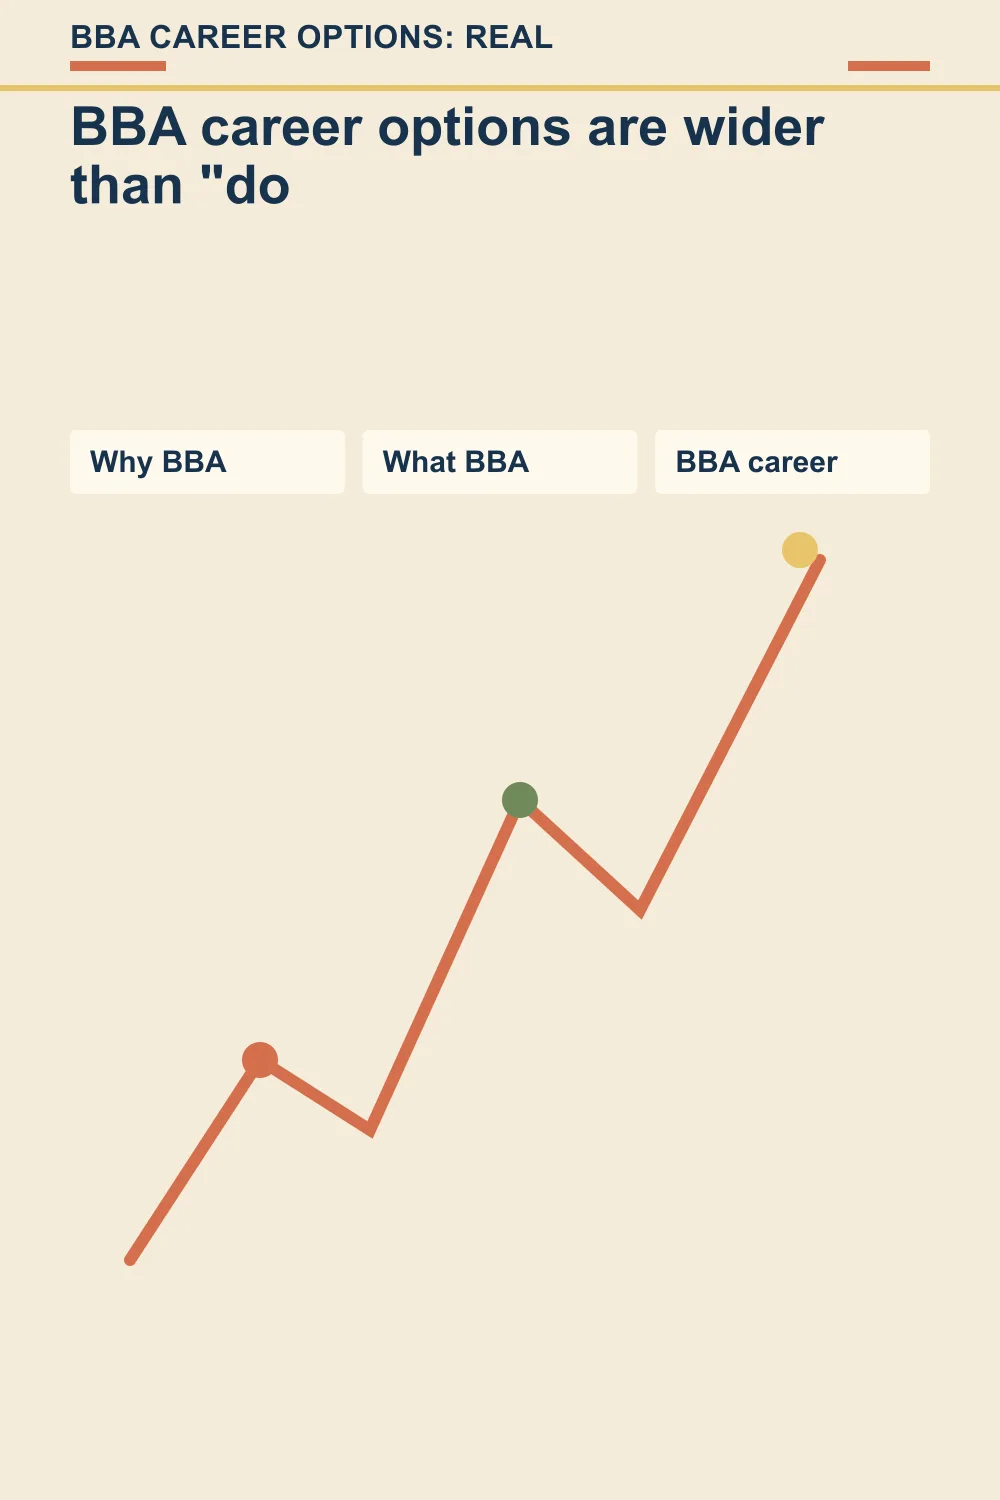 BBA CAREER OPTIONS: REAL
BBA career options are wider
than "do
Why BBA
What BBA
BBA career